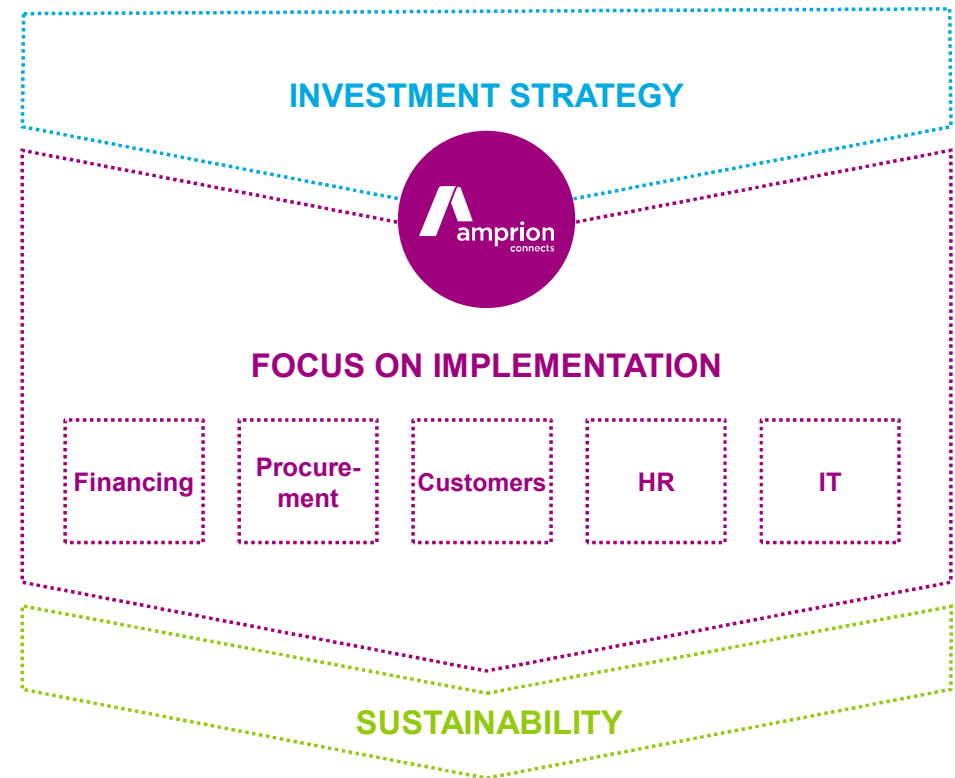 INVESTMENT STRATEGY
amprion
connects
FOCUS ON IMPLEMENTATION
Financing
Procure-
ment
Customers
HR
IT
SUSTAINABILITY